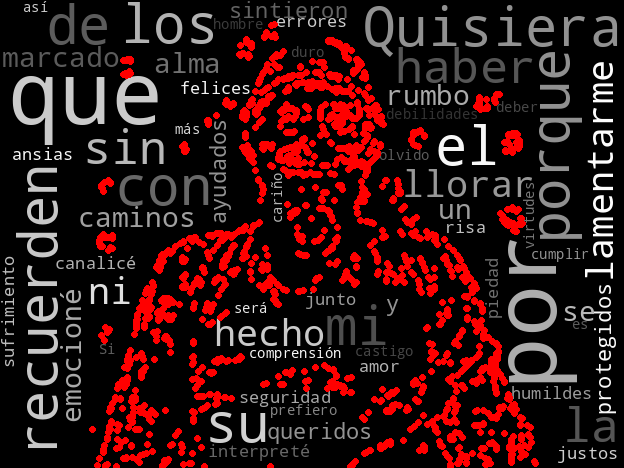 así
de
los
sintieron
errores
Quisiera
hombre
marcado
alma
duro
haber
porque
que
felices
rumbo
deber
debilidades
más
sin
el
lamentarme
ansias
olvido
con
ayudados
cariño
llorar
caminos
un
risa
virtudes
recuerden
canalicé
cumplir
sufrimiento
emocioné
ni
junto
y
piedad
por
se
protegidos
será
hecho
mi
es
Si
comprensión
castigo
amor
seguridad
humildes
prefiero
su
queridos
la
interpreté
justos